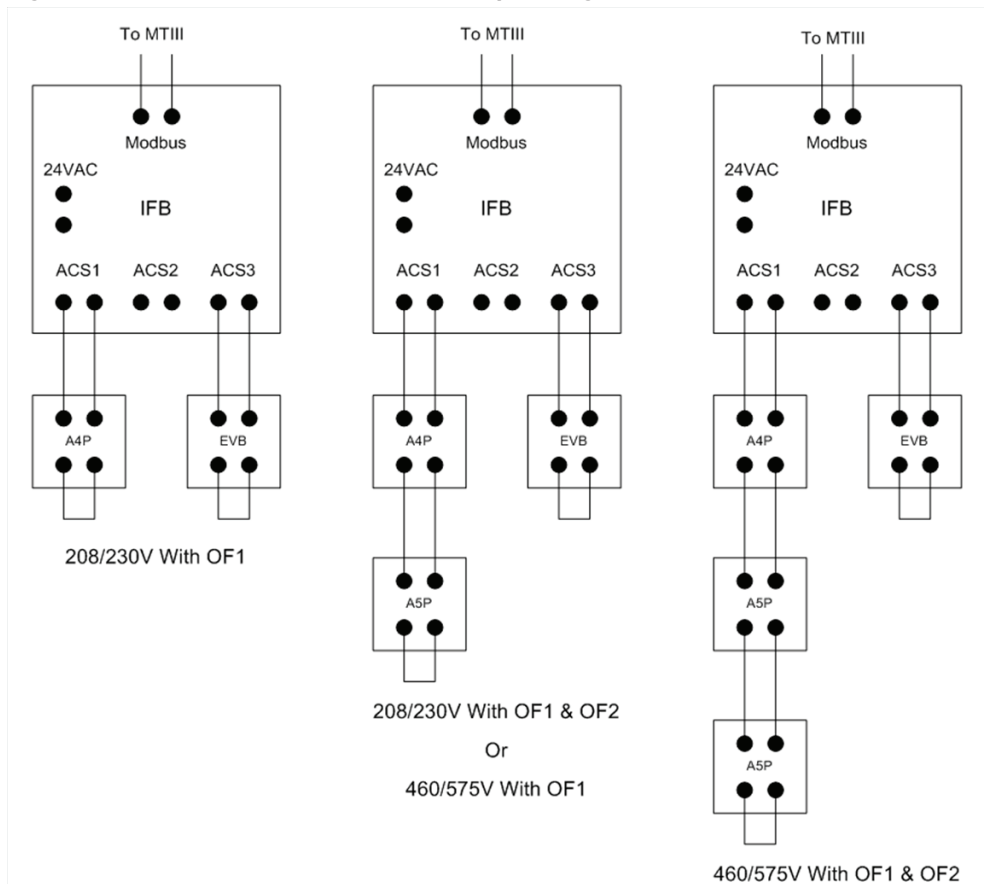 To MTIII
Modbus
24VAC
IFB
ACS1 ACS2 ACS3
A4P
EVB
208/230V With OF1
To MTIII
Modbus
24VAC
IFB
ACS1 ACS2 ACS3
A4P
EVB
A5P
208/230V With OF1 & OF2
Or
460/575V With OF1
To MTIII
Modbus
24VAC
IFB
ACS1 ACS2 ACS3
A4P
EVB
A5P
A5P
460/575V With OF1 & OF2